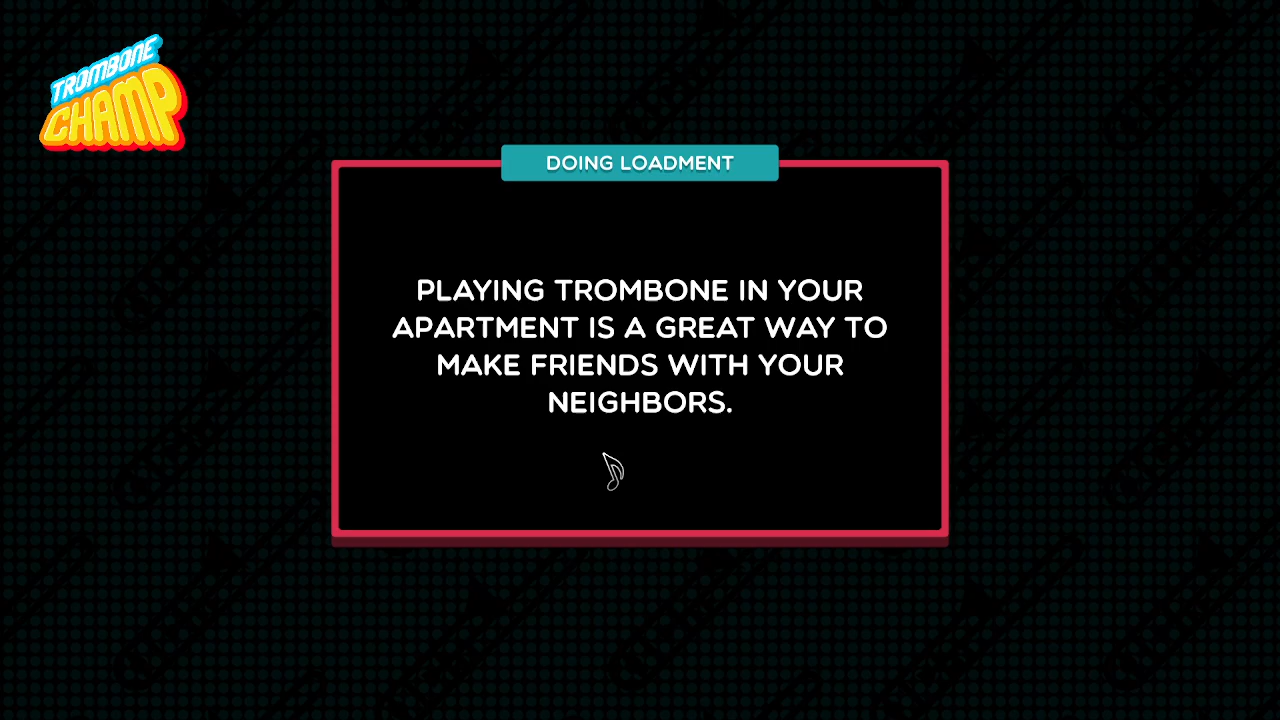 TROMBONE
CHAMP
DOING LOADMENT
PLAYING TROMBONE IN YOUR
APARTMENT IS A GREAT WAY TO
MAKE FRIENDS WITH YOUR
NEIGHBORS.